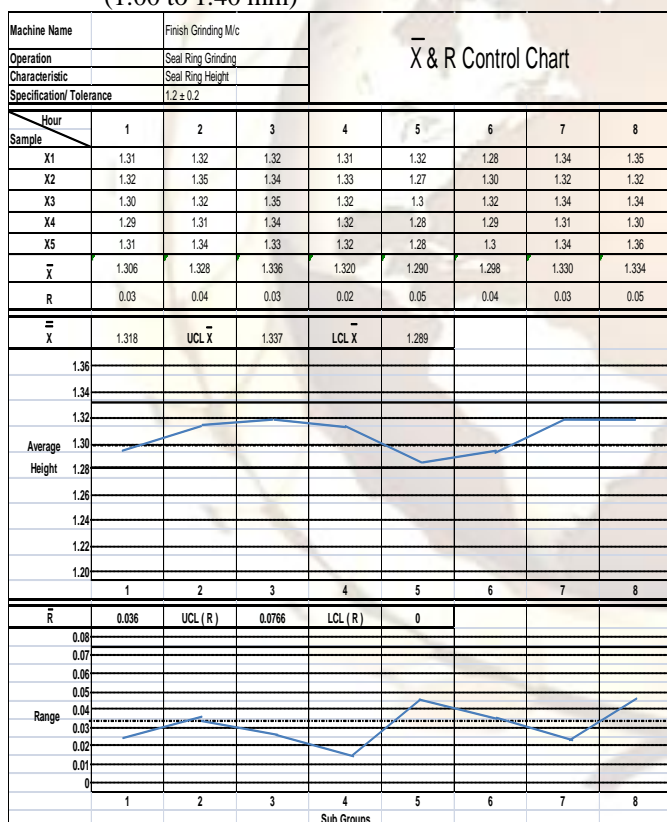 (1.00 to 1.40 mm)
Machine Name Finish Grinding M/c
X̄ & R Control Chart
Operation Seal Ring Grinding
Characteristic Seal Ring Height
Specification/ Tolerance 1.2 ± 0.2
Hour
Sample 1 2 3 4 5 6 7 8
X1 1.31 1.32 1.32 1.31 1.32 1.28 1.34 1.35
X2 1.32 1.35 1.34 1.33 1.27 1.30 1.32 1.32
X3 1.30 1.32 1.35 1.32 1.3 1.32 1.34 1.34
X4 1.29 1.31 1.34 1.32 1.28 1.29 1.31 1.30
X5 1.31 1.34 1.33 1.32 1.28 1.3 1.34 1.36
X̄ 1.306 1.328 1.336 1.320 1.290 1.298 1.330 1.334
R 0.03 0.04 0.03 0.02 0.05 0.04 0.03 0.05
X̿ 1.318 UCL X̄ 1.337 LCL X̄ 1.289
1.36
1.34
1.32
Average 1.30
Height 1.28
1.26
1.24
1.22
1.20
1 2 3 4 5 6 7 8
R̄ 0.036 UCL ( R ) 0.0766 LCL ( R ) 0
0.08
0.07
0.06
0.05
Range 0.04
0.03
0.02
0.01
0
1 2 3 4 5 6 7 8
Sub Groups